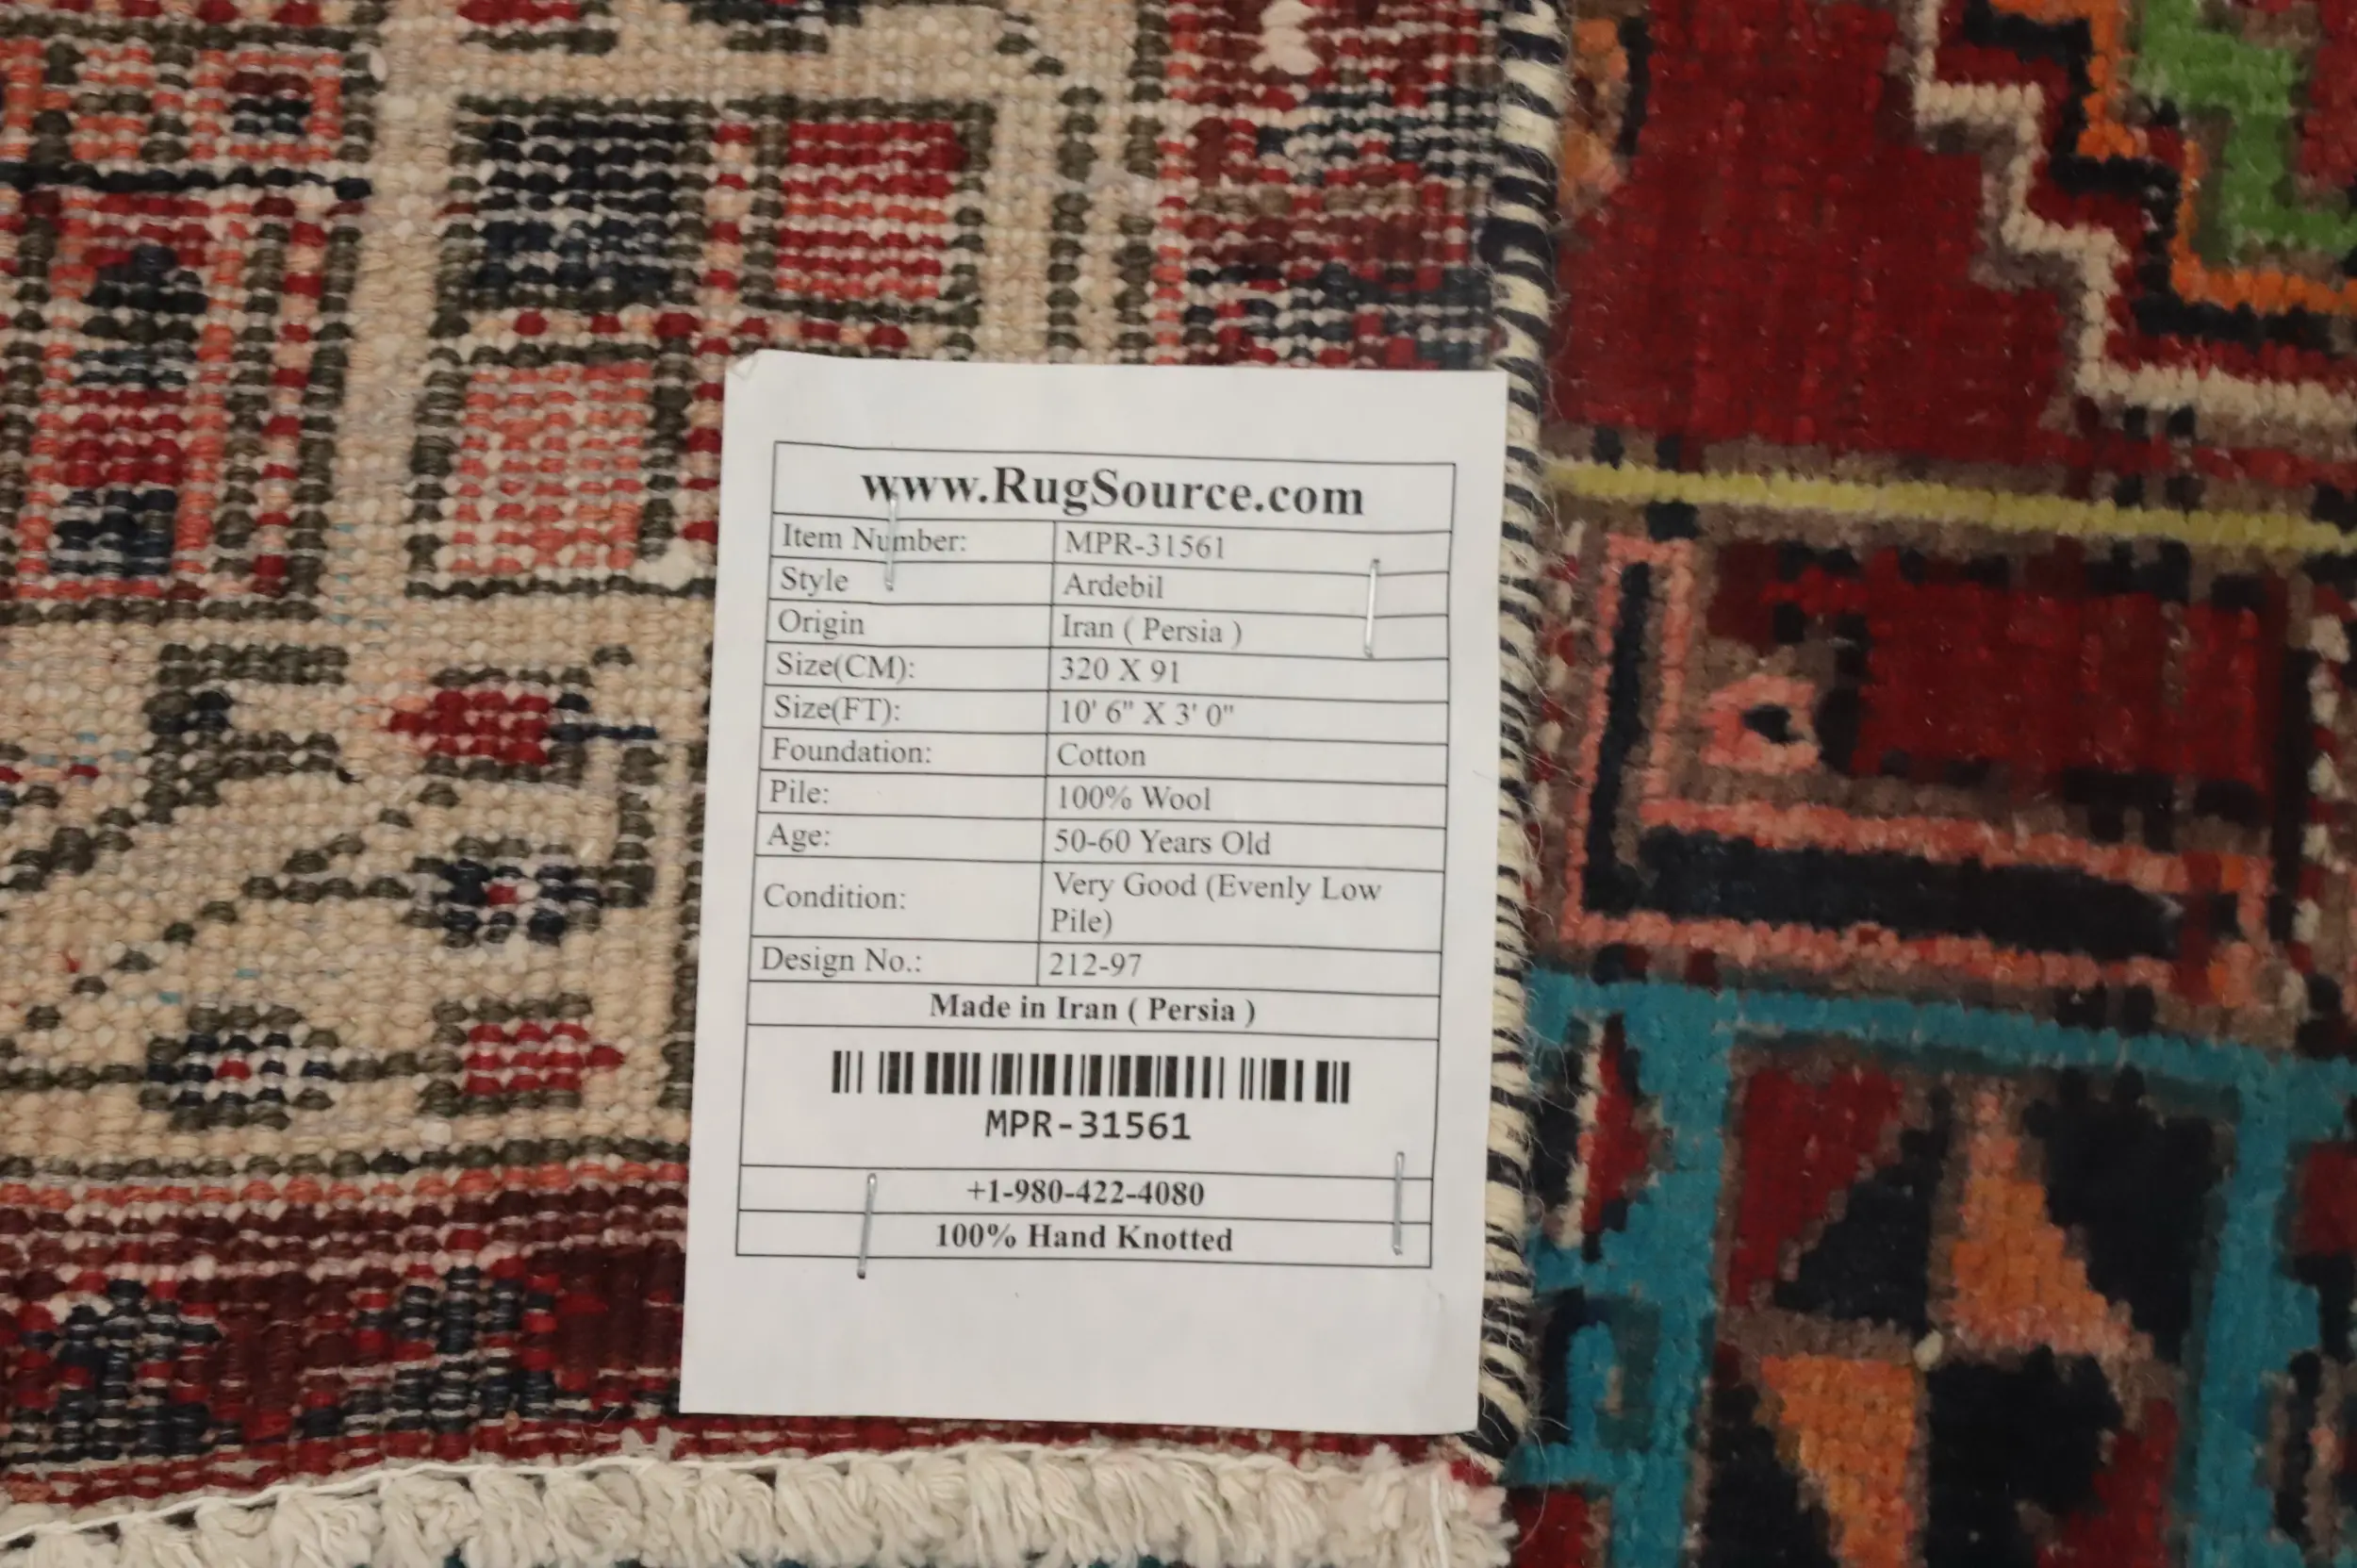 www.RugSource.com
Item Number: MPR-31561
Style Ardebil
Origin Iran ( Persia )
Size(CM): 320 X 91
Size(FT): 10' 6" X 3' 0"
Foundation: Cotton
Pile: 100% Wool
Age: 50-60 Years Old
Condition: Very Good (Evenly Low
Pile)
Design No.: 212-97
Made in Iran ( Persia )
MPR-31561
+1-980-422-4080
100% Hand Knotted